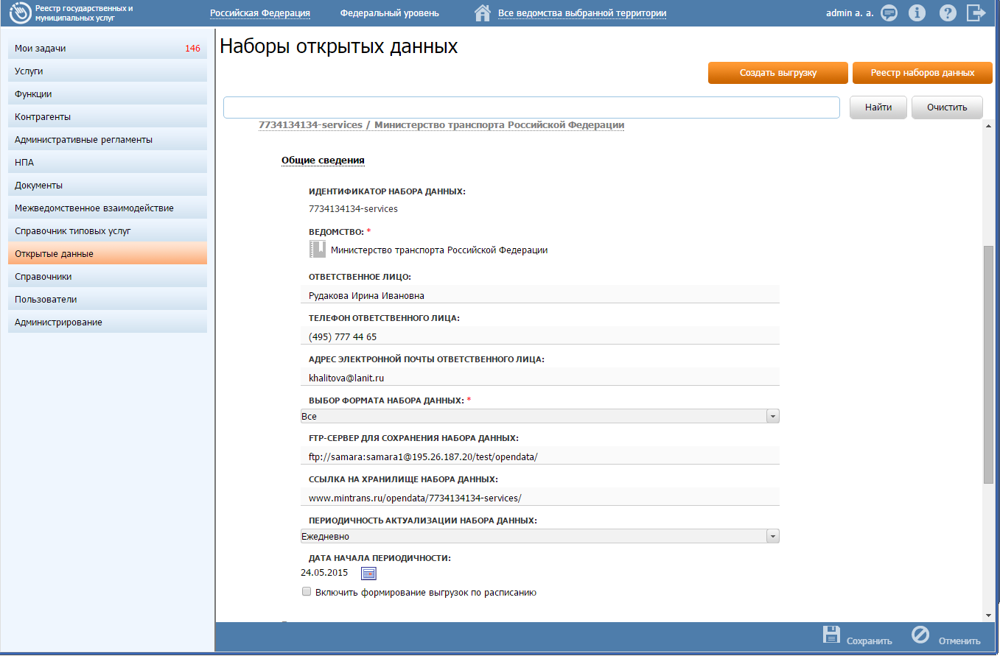 Реестр государственных и
муниципальных услуг
Российская Федерация
Федеральный уровень
Все ведомства выбранной территории
admin a. a.
Мои задачи 146
Услуги
Функции
Контрагенты
Административные регламенты
НПА
Документы
Межведомственное взаимодействие
Справочник типовых услуг
Открытые данные
Справочники
Пользователи
Администрирование
Наборы открытых данных
Создать выгрузку
Реестр наборов данных
Найти
Очистить
7734134134-services / Министерство транспорта Российской Федерации
Общие сведения
ИДЕНТИФИКАТОР НАБОРА ДАННЫХ:
7734134134-services
ВЕДОМСТВО: *
Министерство транспорта Российской Федерации
ОТВЕТСТВЕННОЕ ЛИЦО:
Рудакова Ирина Ивановна
ТЕЛЕФОН ОТВЕТСТВЕННОГО ЛИЦА:
(495) 777 44 65
АДРЕС ЭЛЕКТРОННОЙ ПОЧТЫ ОТВЕТСТВЕННОГО ЛИЦА:
khalitova@lanit.ru
ВЫБОР ФОРМАТА НАБОРА ДАННЫХ: *
Все
FTP-СЕРВЕР ДЛЯ СОХРАНЕНИЯ НАБОРА ДАННЫХ:
ftp://samara:samara1@195.26.187.20/test/opendata/
ССЫЛКА НА ХРАНИЛИЩЕ НАБОРА ДАННЫХ:
www.mintrans.ru/opendata/7734134134-services/
ПЕРИОДИЧНОСТЬ АКТУАЛИЗАЦИИ НАБОРА ДАННЫХ:
Ежедневно
ДАТА НАЧАЛА ПЕРИОДИЧНОСТИ:
24.05.2015
Включить формирование выгрузок по расписанию
Сохранить
Отменить